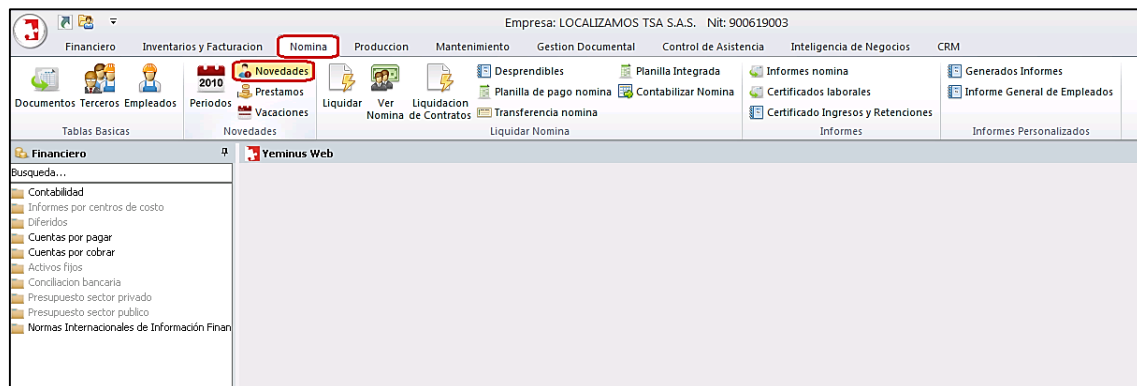 Empresa: LOCALIZAMOS TSA S.A.S. Nit: 900619003
Financiero Inventarios y Facturacion Nomina Produccion Mantenimiento Gestion Documental Control de Asistencia Inteligencia de Negocios CRM
Documentos Terceros Empleados
Tablas Basicas
2010
Periodos
Novedades
Prestamos
Vacaciones
Novedades
Liquidar
Ver Nomina
Liquidacion de Contratos
Desprendibles
Planilla de pago nomina
Transferencia nomina
Planilla Integrada
Contabilizar Nomina
Liquidar Nomina
Informes nomina
Certificados laborales
Certificado Ingresos y Retenciones
Informes
Generados Informes
Informe General de Empleados
Informes Personalizados
Financiero
Busqueda...
Contabilidad
Informes por centros de costo
Diferidos
Cuentas por pagar
Cuentas por cobrar
Activos fijos
Conciliacion bancaria
Presupuesto sector privado
Presupuesto sector publico
Normas Internacionales de Información Finan
Yeminus Web